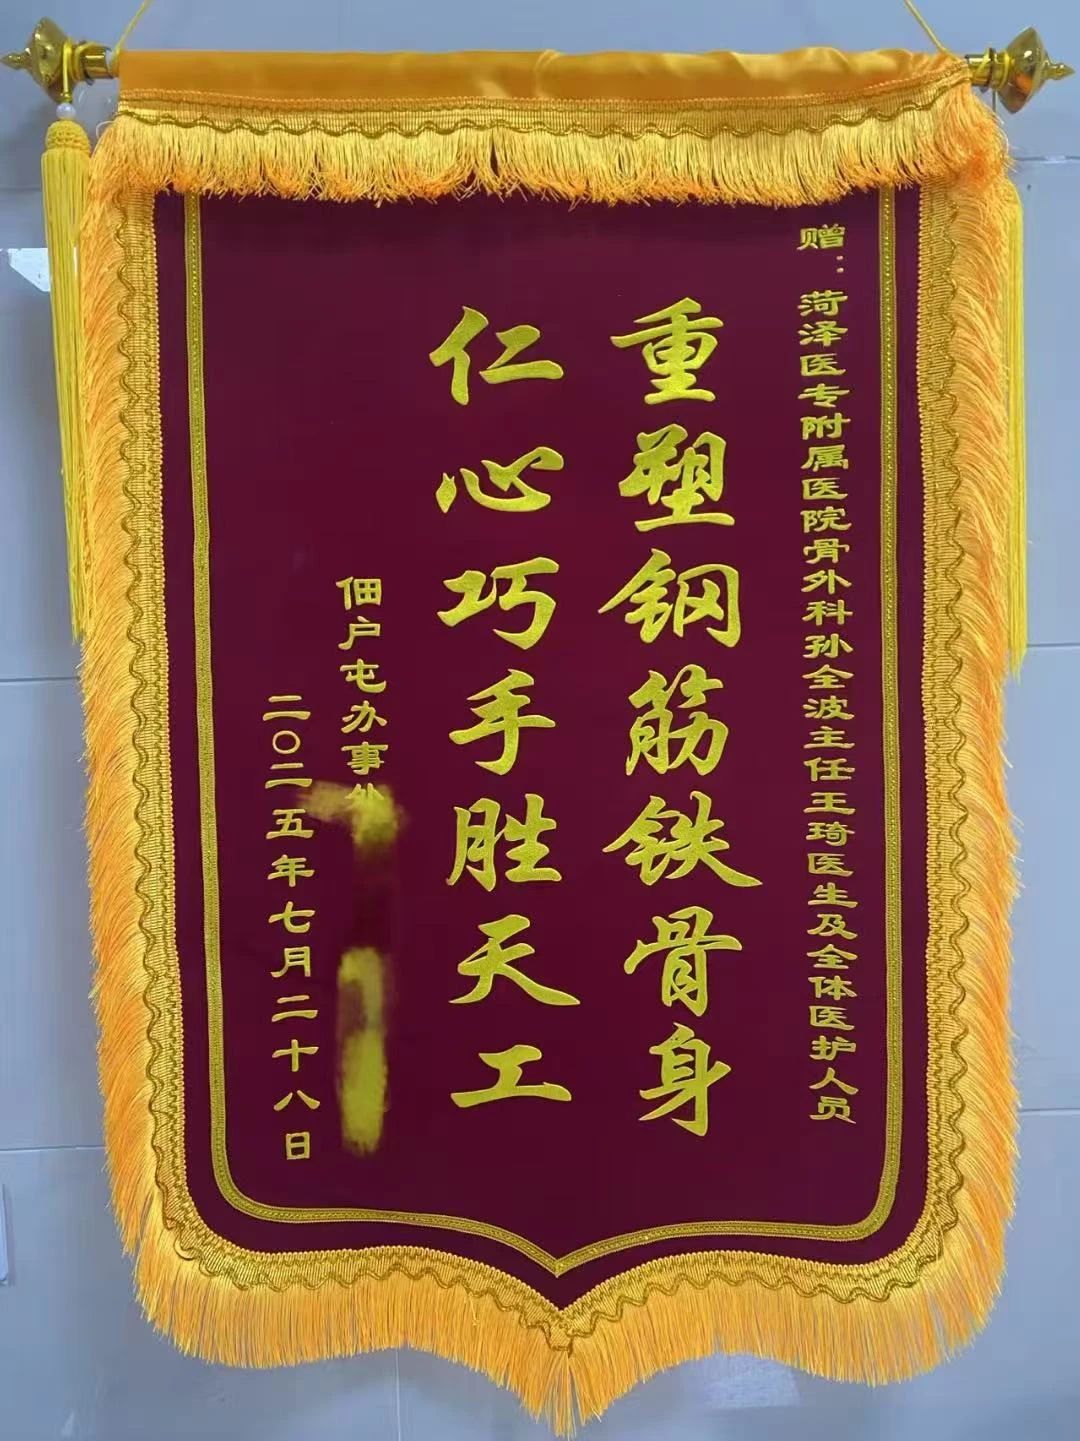 赠：菏泽医专附属医院骨外科孙全波主任王琦医生及全体医护人员
重塑钢筋铁骨身
仁心巧手胜天工
佃户屯办事处
二〇二五年七月二十八日